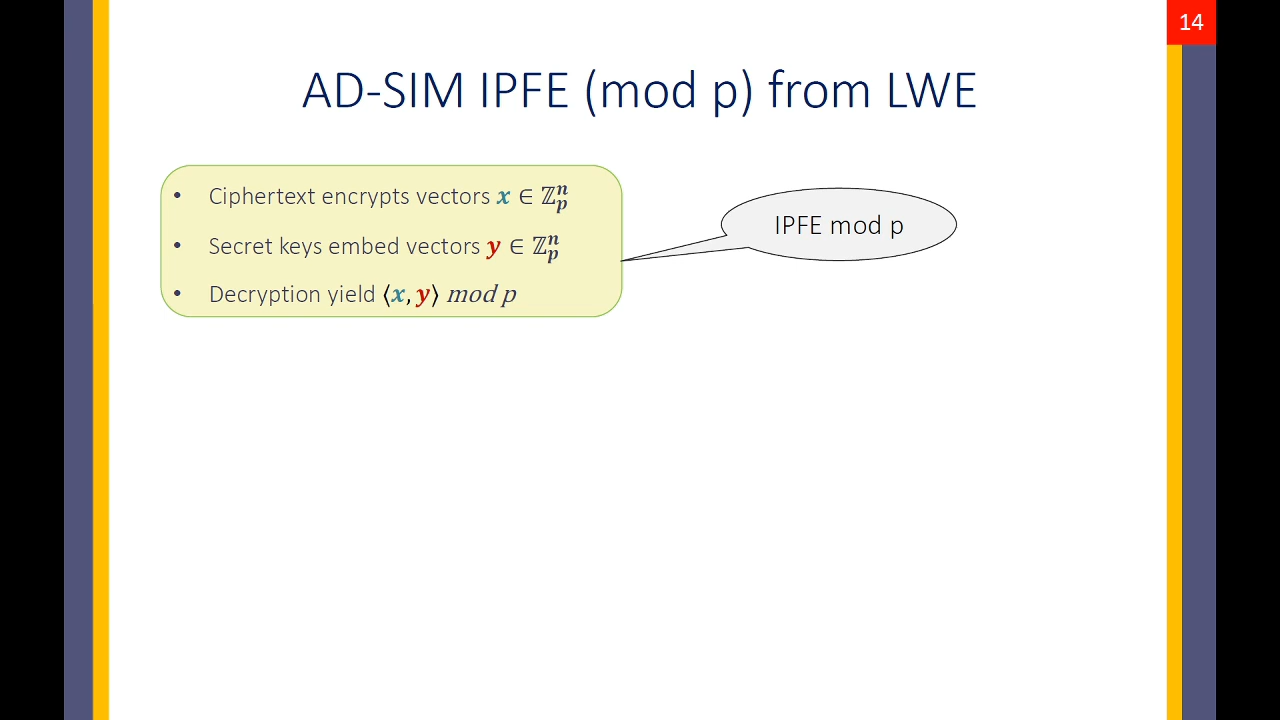 14
AD-SIM IPFE (mod p) from LWE
• Ciphertext encrypts vectors x ∈ ℤₚⁿ
• Secret keys embed vectors y ∈ ℤₚⁿ
• Decryption yield ⟨x, y⟩ mod p
IPFE mod p